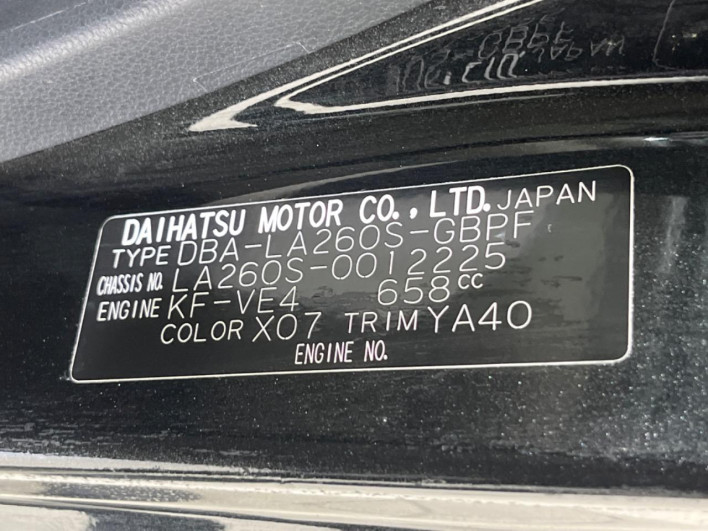 DAIHATSU MOTOR CO., LTD. JAPAN
TYPE DBA-LA260S-GBPF
CHASSIS NO. LA260S-0012225
ENGINE KF-VE4 658cc
COLOR X07 TRIM YA40
ENGINE NO.